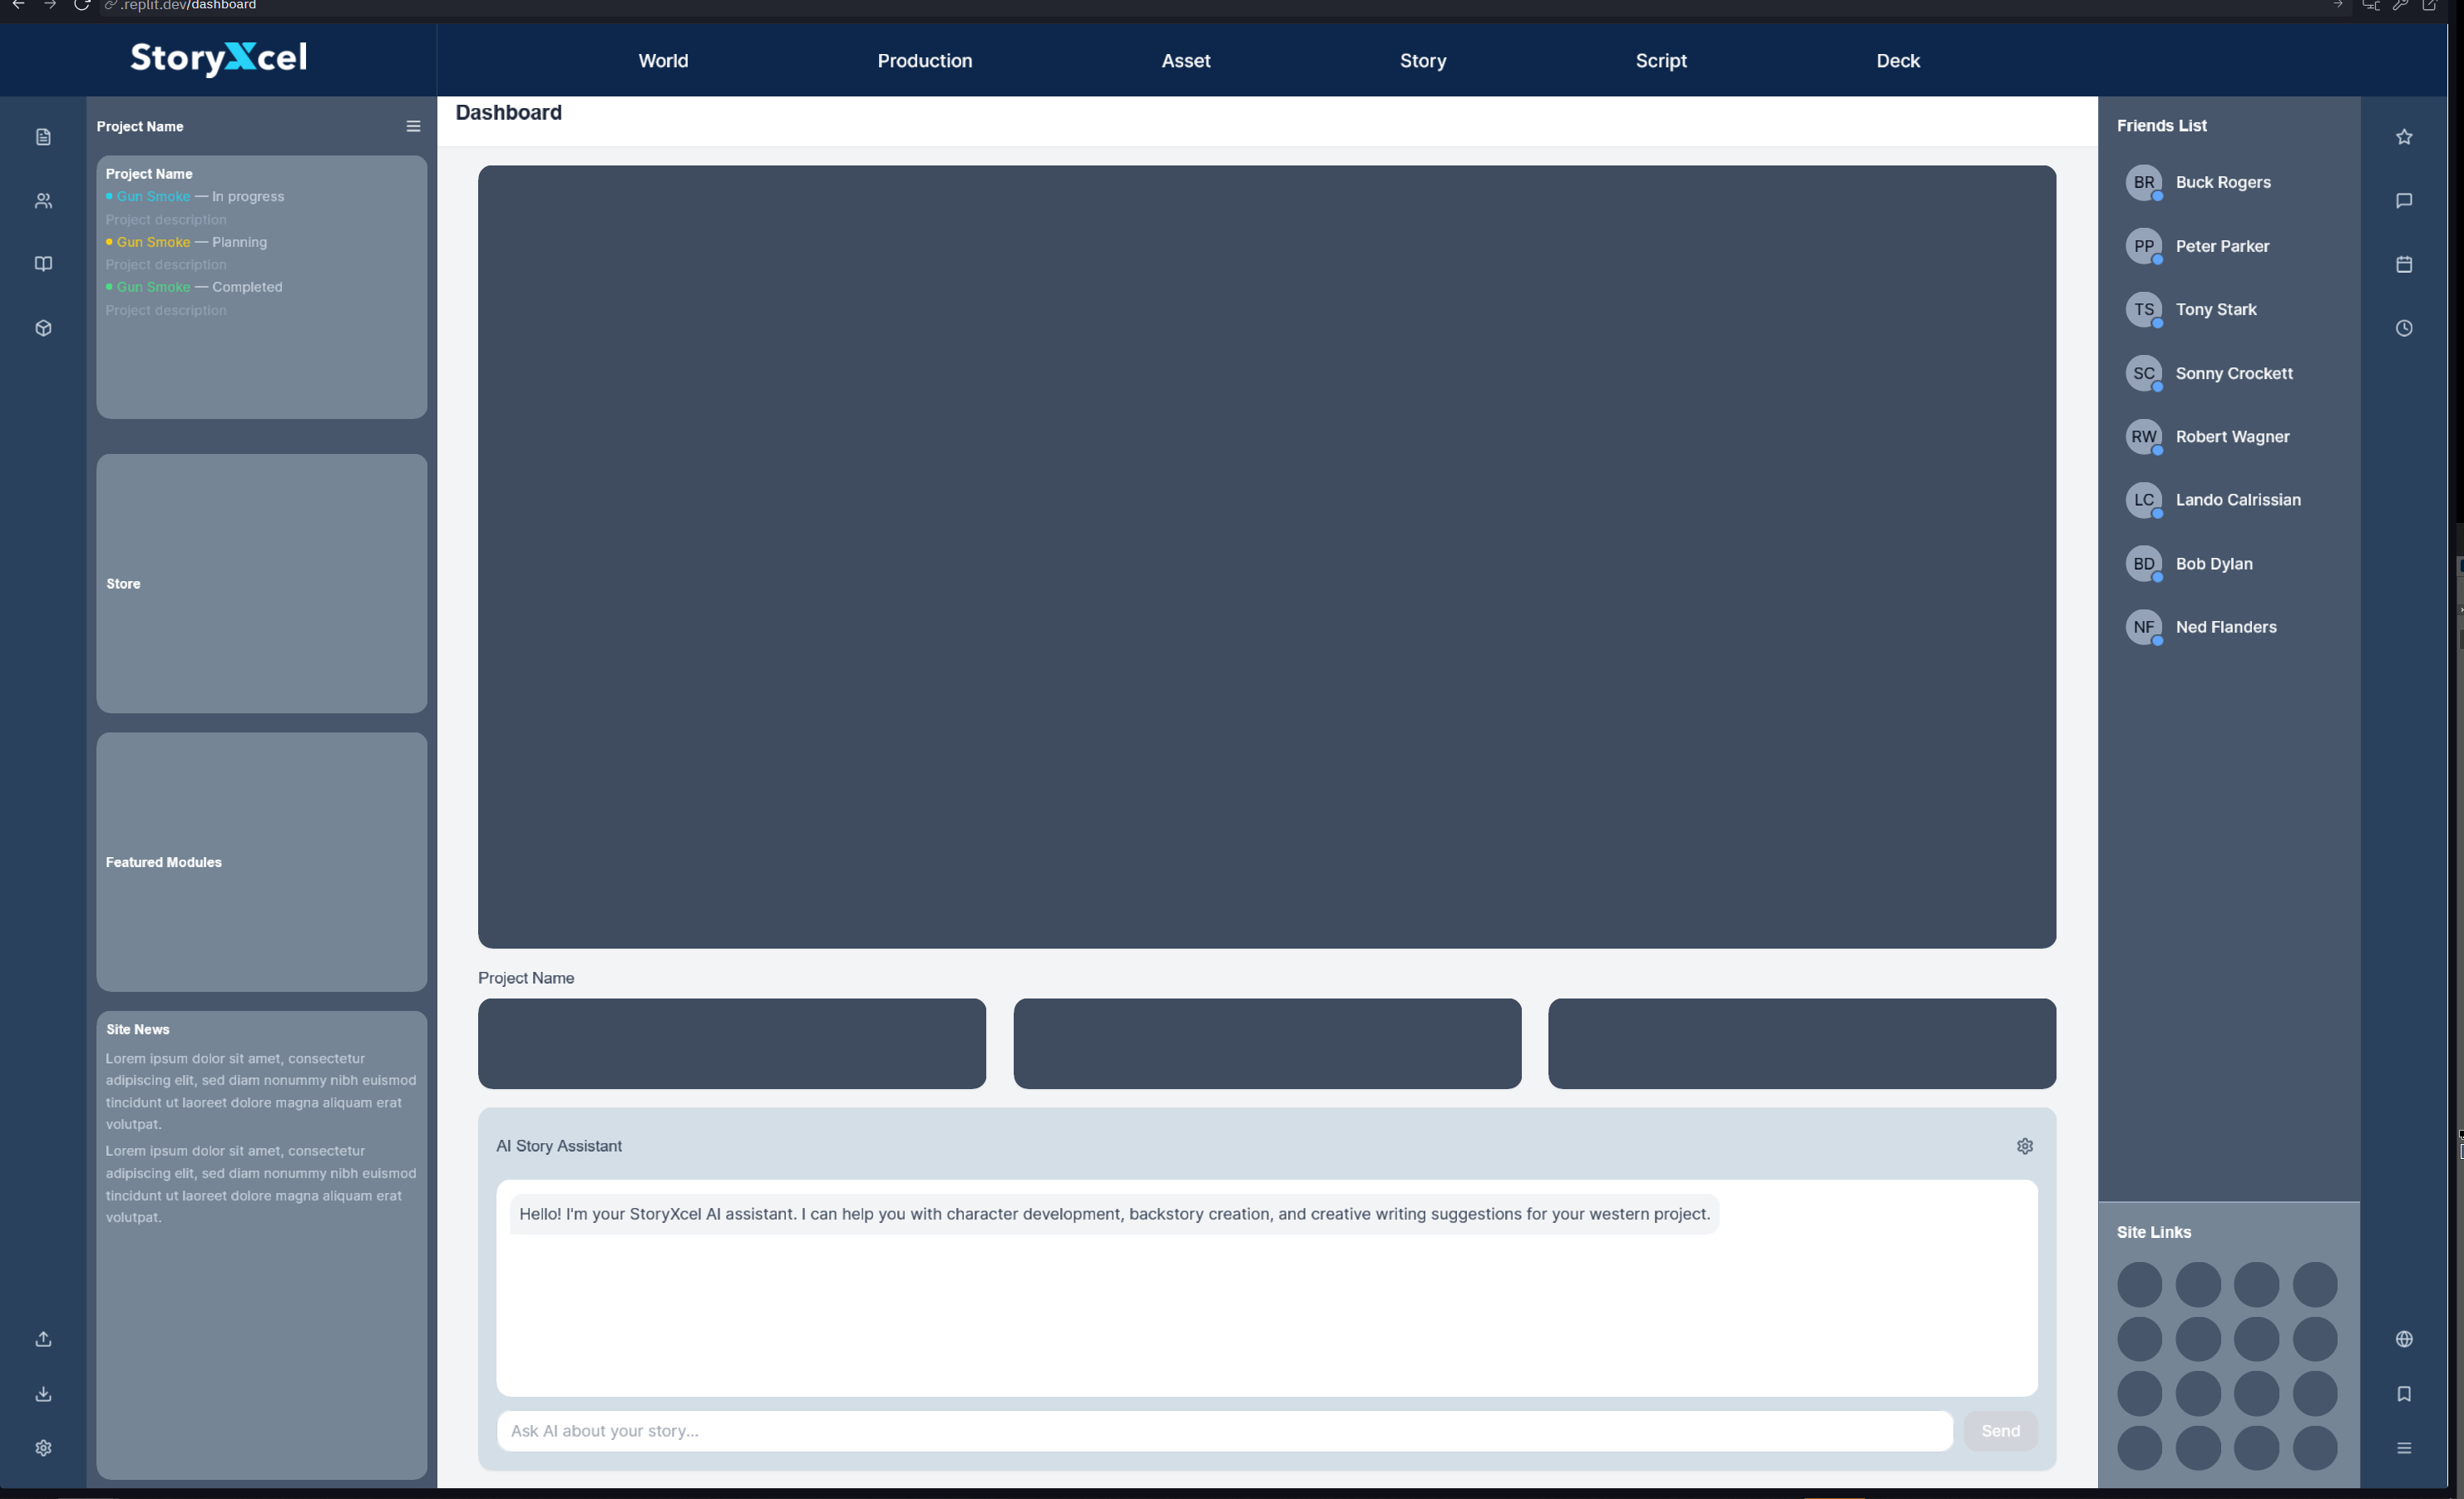 .replit.dev/dashboard
StoryXcel
World
Production
Asset
Story
Script
Deck
Project Name
Project Name
Gun Smoke — In progress
Project description
Gun Smoke — Planning
Project description
Gun Smoke — Completed
Project description
Store
Featured Modules
Site News
Lorem ipsum dolor sit amet, consectetur
adipiscing elit, sed diam nonummy nibh euismod
tincidunt ut laoreet dolore magna aliquam erat
volutpat.
Lorem ipsum dolor sit amet, consectetur
adipiscing elit, sed diam nonummy nibh euismod
tincidunt ut laoreet dolore magna aliquam erat
volutpat.
Dashboard
Project Name
AI Story Assistant
Hello! I'm your StoryXcel AI assistant. I can help you with character development, backstory creation, and creative writing suggestions for your western project.
Ask AI about your story...
Send
Friends List
BR Buck Rogers
PP Peter Parker
TS Tony Stark
SC Sonny Crockett
RW Robert Wagner
LC Lando Calrissian
BD Bob Dylan
NF Ned Flanders
Site Links